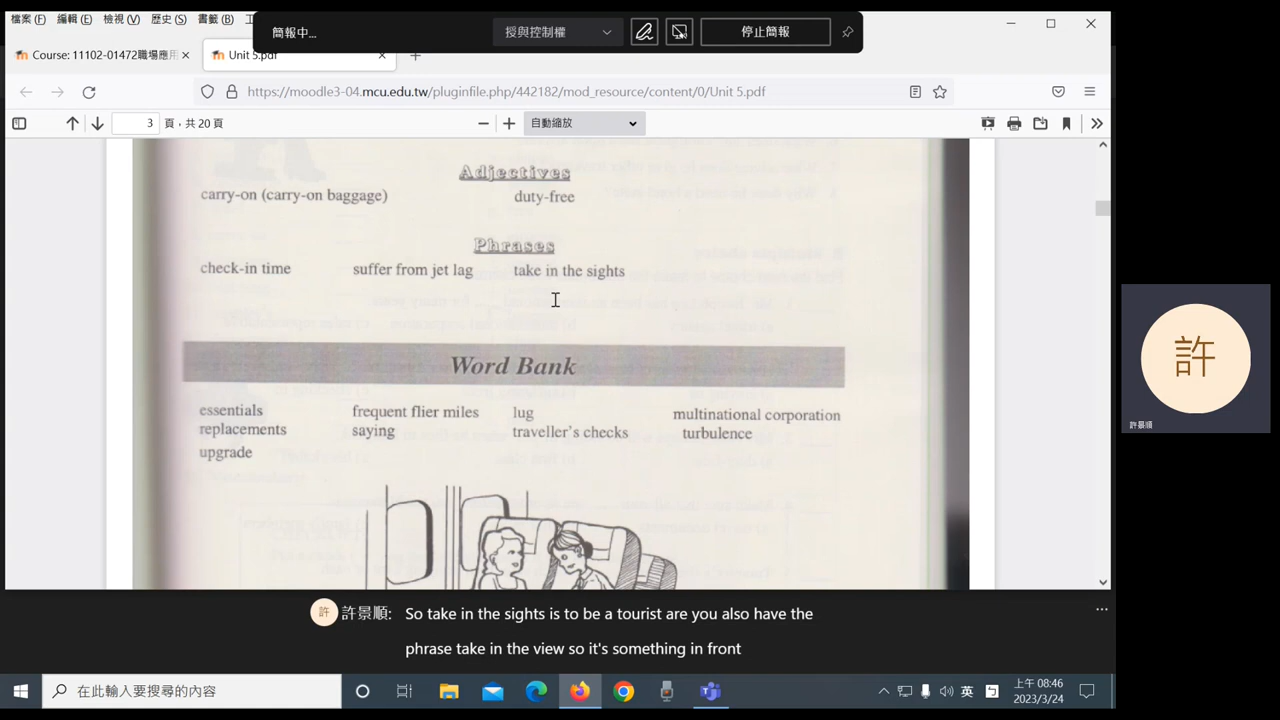 檔案(F) 編輯(E) 檢視(V) 歷史(S) 書籤(B)
簡報中...
授與控制權
停止簡報
Course: 11102-01472職場應用
Unit 5.pdf
https://moodle3-04.mcu.edu.tw/pluginfile.php/442182/mod_resource/content/0/Unit 5.pdf
3 頁，共 20 頁
自動縮放
Adjectives
carry-on (carry-on baggage) duty-free
Phrases
check-in time suffer from jet lag take in the sights
Word Bank
essentials frequent flier miles lug multinational corporation
replacements saying traveller's checks turbulence
upgrade
許
許景順
許 許景順: So take in the sights is to be a tourist are you also have the
phrase take in the view so it's something in front
在此輸入要搜尋的文字
英
上午 08:46
2023/3/24